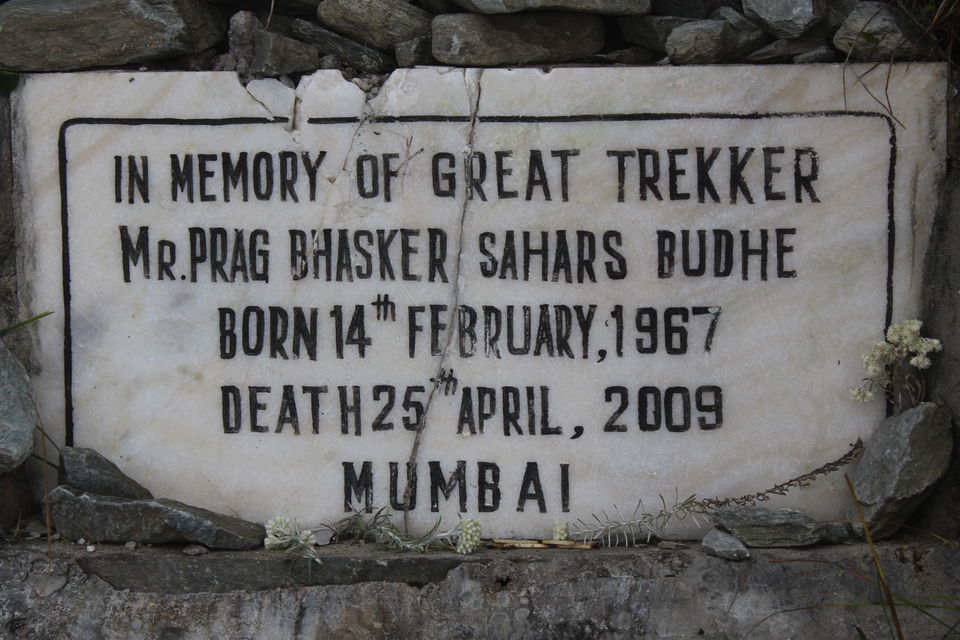 IN MEMORY OF GREAT TREKKER
MR. PRAG BHASKER SAHARS BUDHE
BORN 14th FEBRUARY, 1967
DEATH 25th APRIL, 2009
MUMBAI